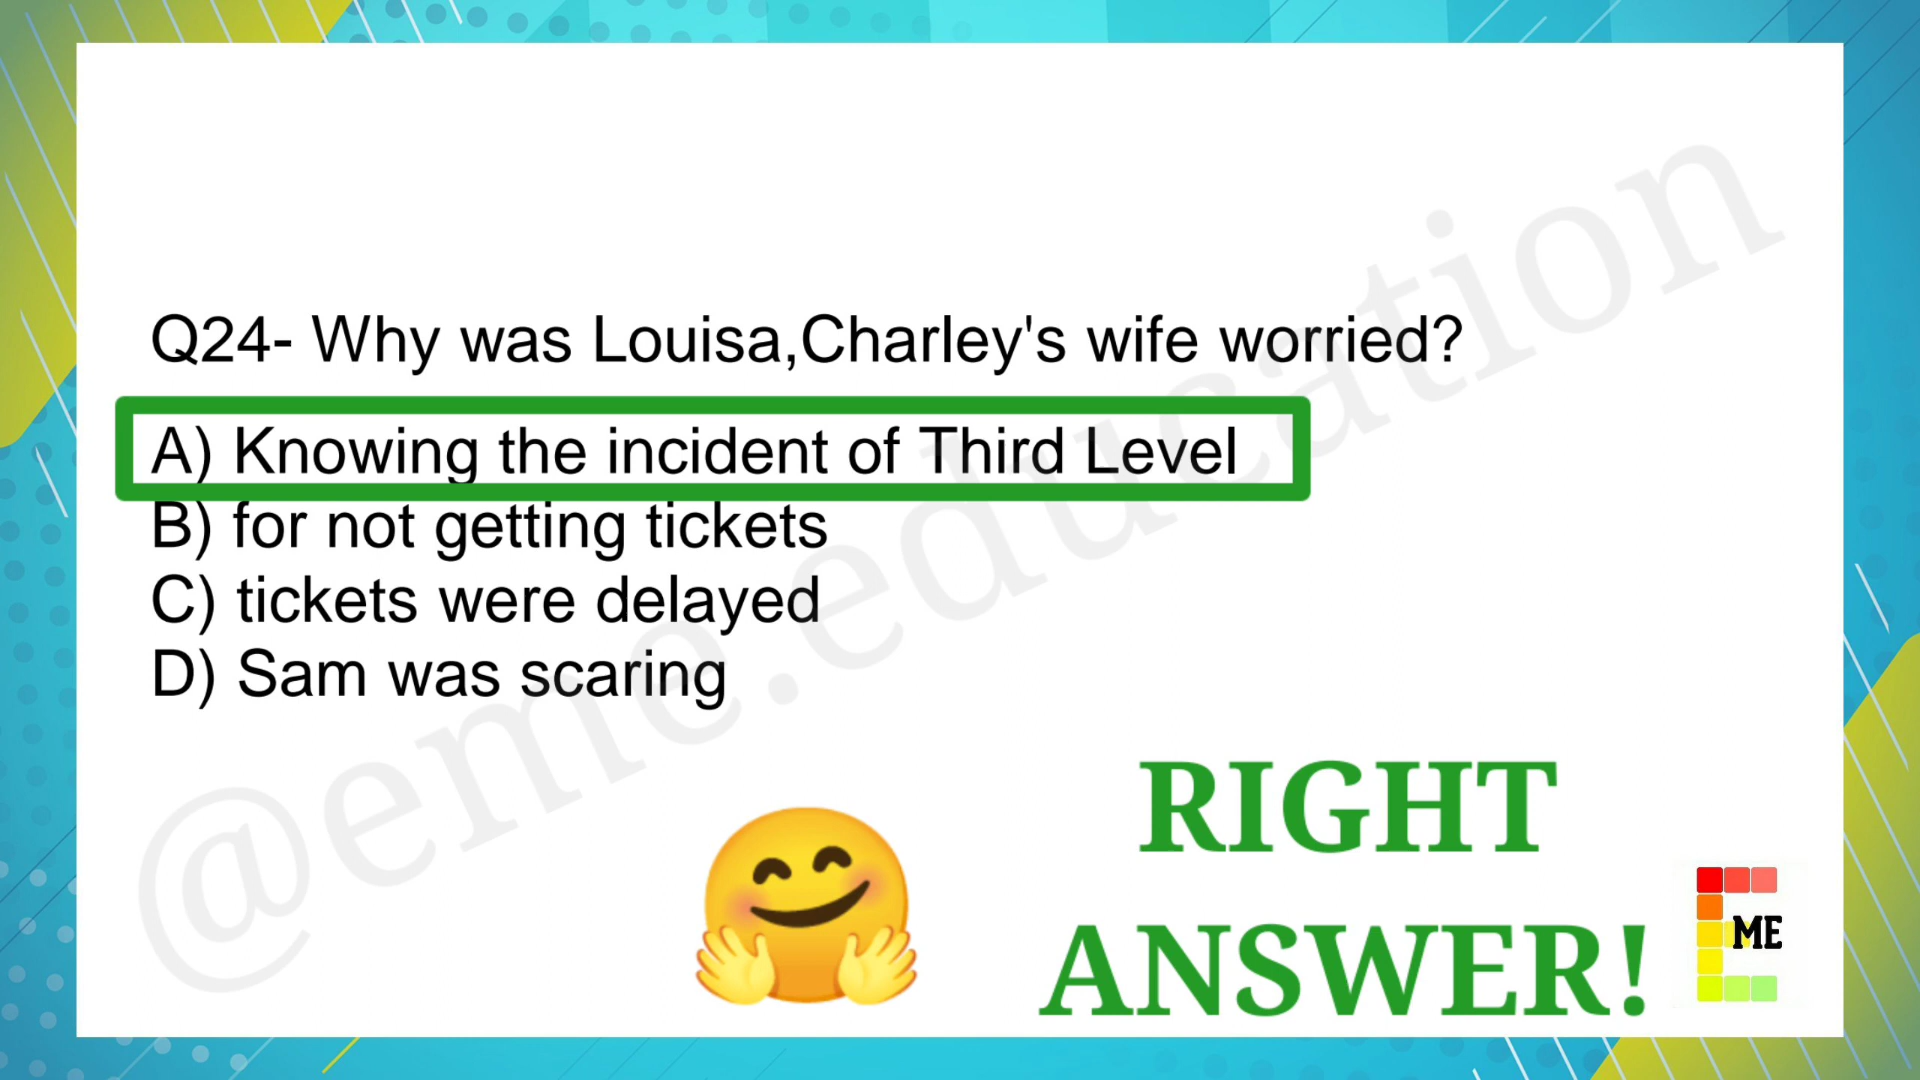 Q24- Why was Louisa,Charley's wife worried?
A) Knowing the incident of Third Level
B) for not getting tickets
C) tickets were delayed
D) Sam was scaring
@eme.education
RIGHT
ANSWER!
ME